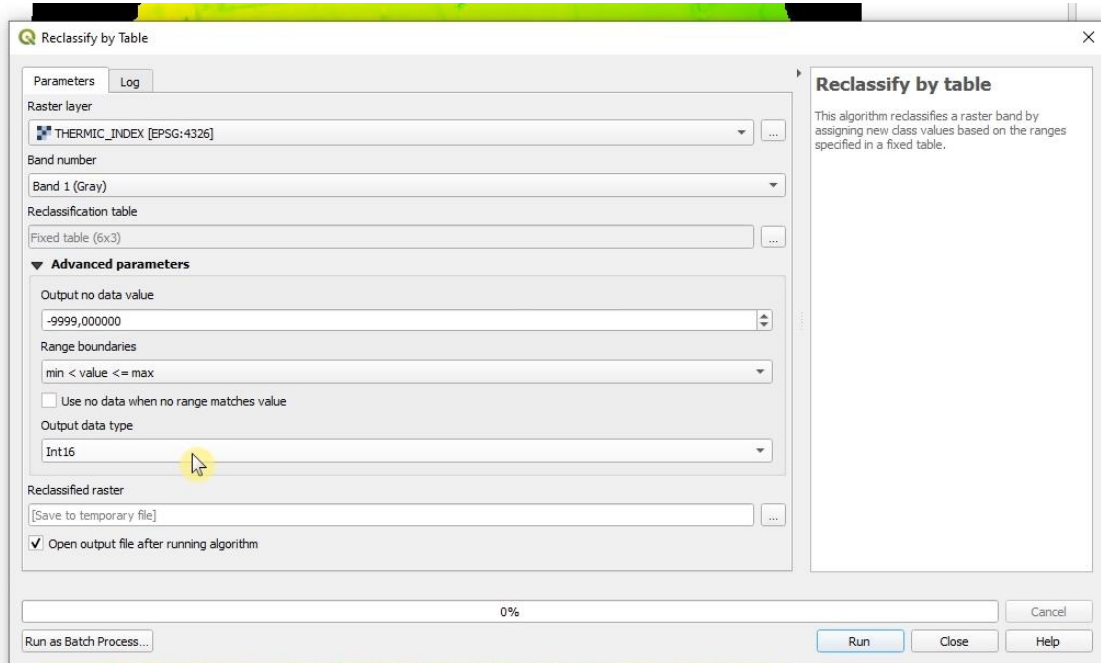 Reclassify by Table
Parameters Log
Raster layer
THERMIC_INDEX [EPSG:4326]
...
Band number
Band 1 (Gray)
Reclassification table
Fixed table (6x3)
...
Advanced parameters
Output no data value
-9999,000000
Range boundaries
min < value <= max
Use no data when no range matches value
Output data type
Int16
Reclassified raster
[Save to temporary file]
...
Open output file after running algorithm
Reclassify by table
This algorithm reclassifies a raster band by
assigning new class values based on the ranges
specified in a fixed table.
0%
Cancel
Run as Batch Process...
Run Close Help